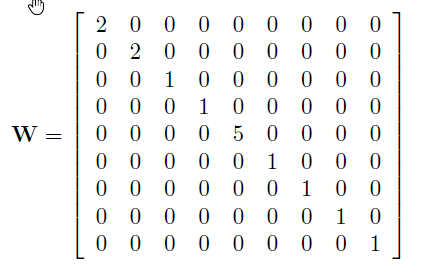 2 0 0 0 0 0 0 0 0
0 2 0 0 0 0 0 0 0
0 0 1 0 0 0 0 0 0
0 0 0 1 0 0 0 0 0
W = 0 0 0 0 5 0 0 0 0
0 0 0 0 0 1 0 0 0
0 0 0 0 0 0 1 0 0
0 0 0 0 0 0 0 1 0
0 0 0 0 0 0 0 0 1